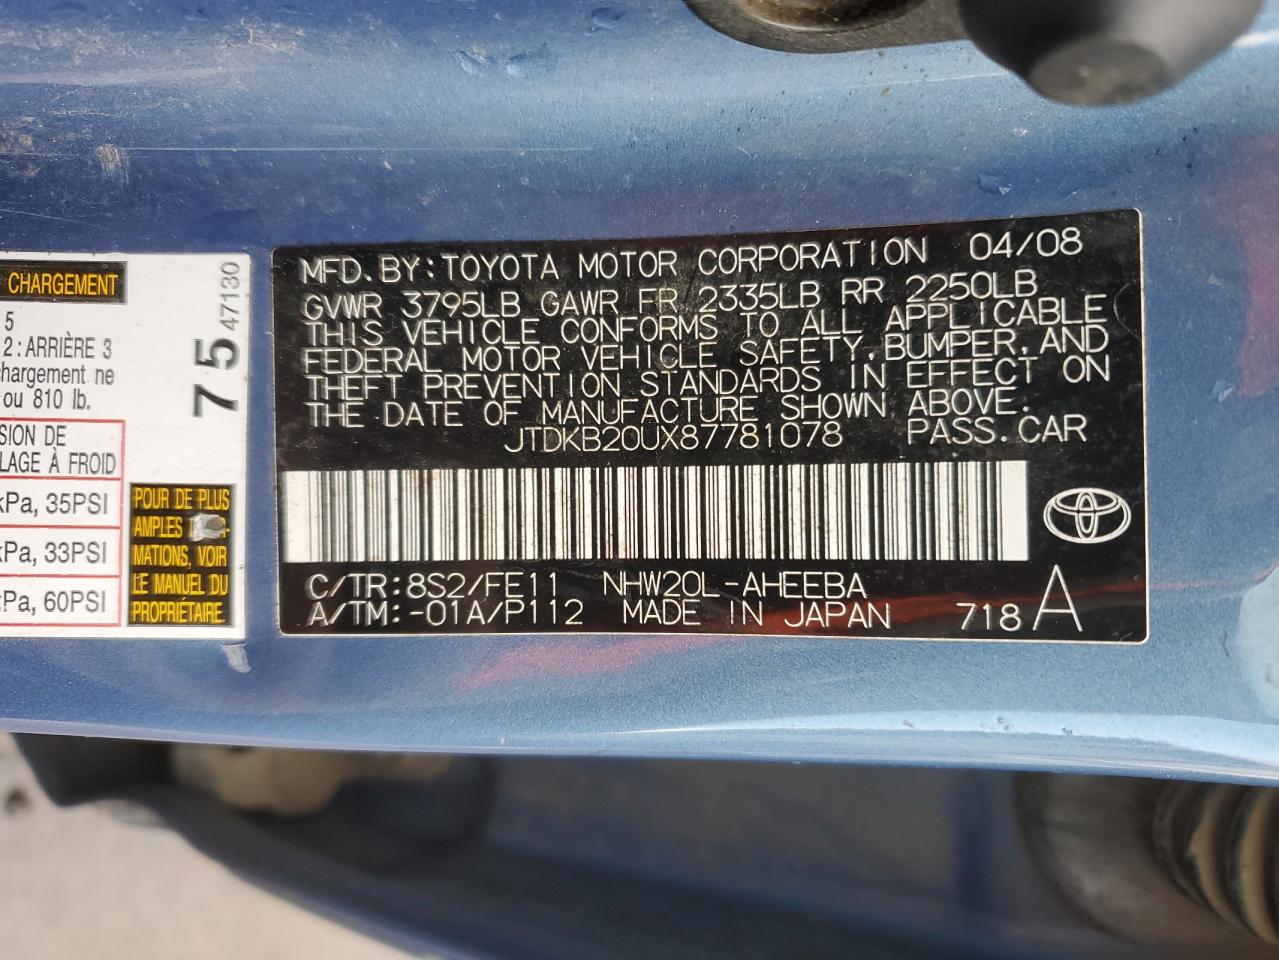 CHARGEMENT
5
2 : ARRIÈRE 3
chargement ne
ou 810 lb.
SION DE
LAGE À FROID
kPa, 35PSI
kPa, 33PSI
kPa, 60PSI
75 47130
POUR DE PLUS
AMPLES
MATIONS, VOIR
LE MANUEL DU
PROPRIÉTAIRE.
MFD. BY: TOYOTA MOTOR CORPORATION 04/08
GVWR 3795LB GAWR FR 2335LB RR 2250LB
THIS VEHICLE CONFORMS TO ALL APPLICABLE
FEDERAL MOTOR VEHICLE SAFETY, BUMPER, AND
THEFT PREVENTION STANDARDS IN EFFECT ON
THE DATE OF MANUFACTURE SHOWN ABOVE.
JTDKB20UX87781078 PASS. CAR
C/TR: 8S2/FE11 NHW20L-AHEEBA
A/TM: -01A/P112 MADE IN JAPAN 718 A